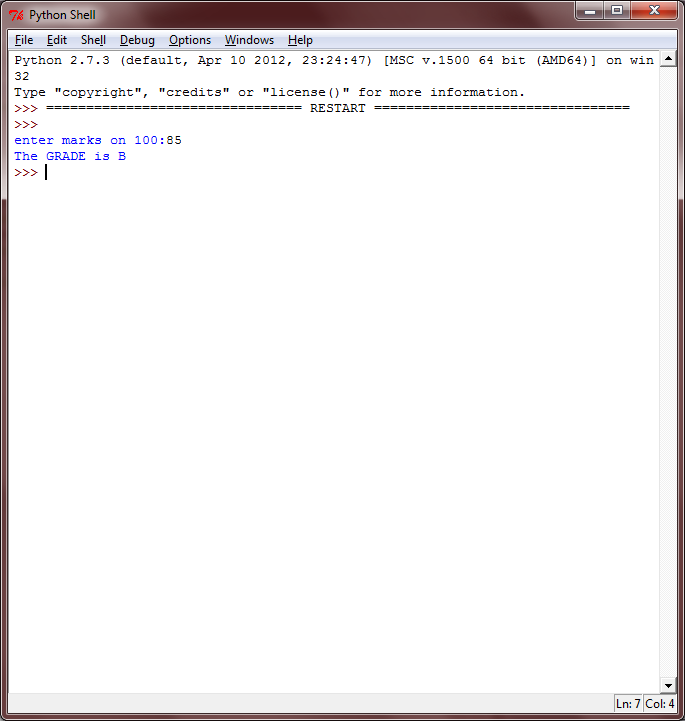 Python Shell
File Edit Shell Debug Options Windows Help
Python 2.7.3 (default, Apr 10 2012, 23:24:47) [MSC v.1500 64 bit (AMD64)] on win
32
Type "copyright", "credits" or "license()" for more information.
>>> ================================ RESTART ================================
>>>
enter marks on 100:85
The GRADE is B
>>>
Ln: 7 Col: 4